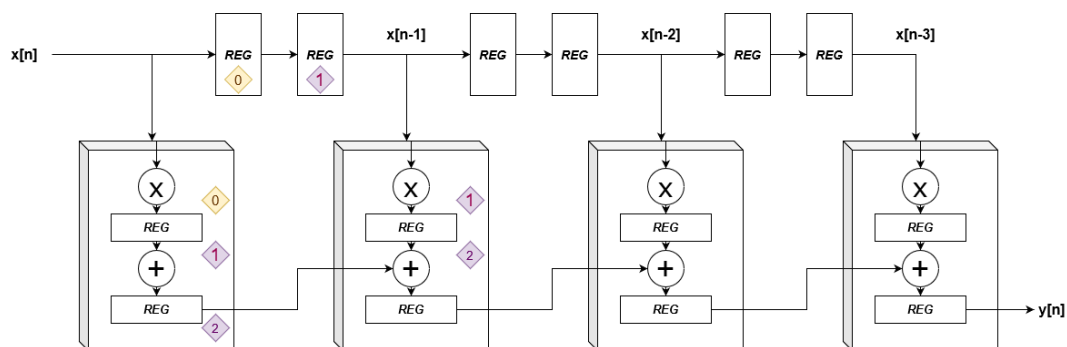 x[n] REG REG x[n-1] REG REG x[n-2] REG REG x[n-3]
0 1
X X X X
0 1
REG REG REG REG
1 2
+ + + +
REG REG REG REG y[n]
2